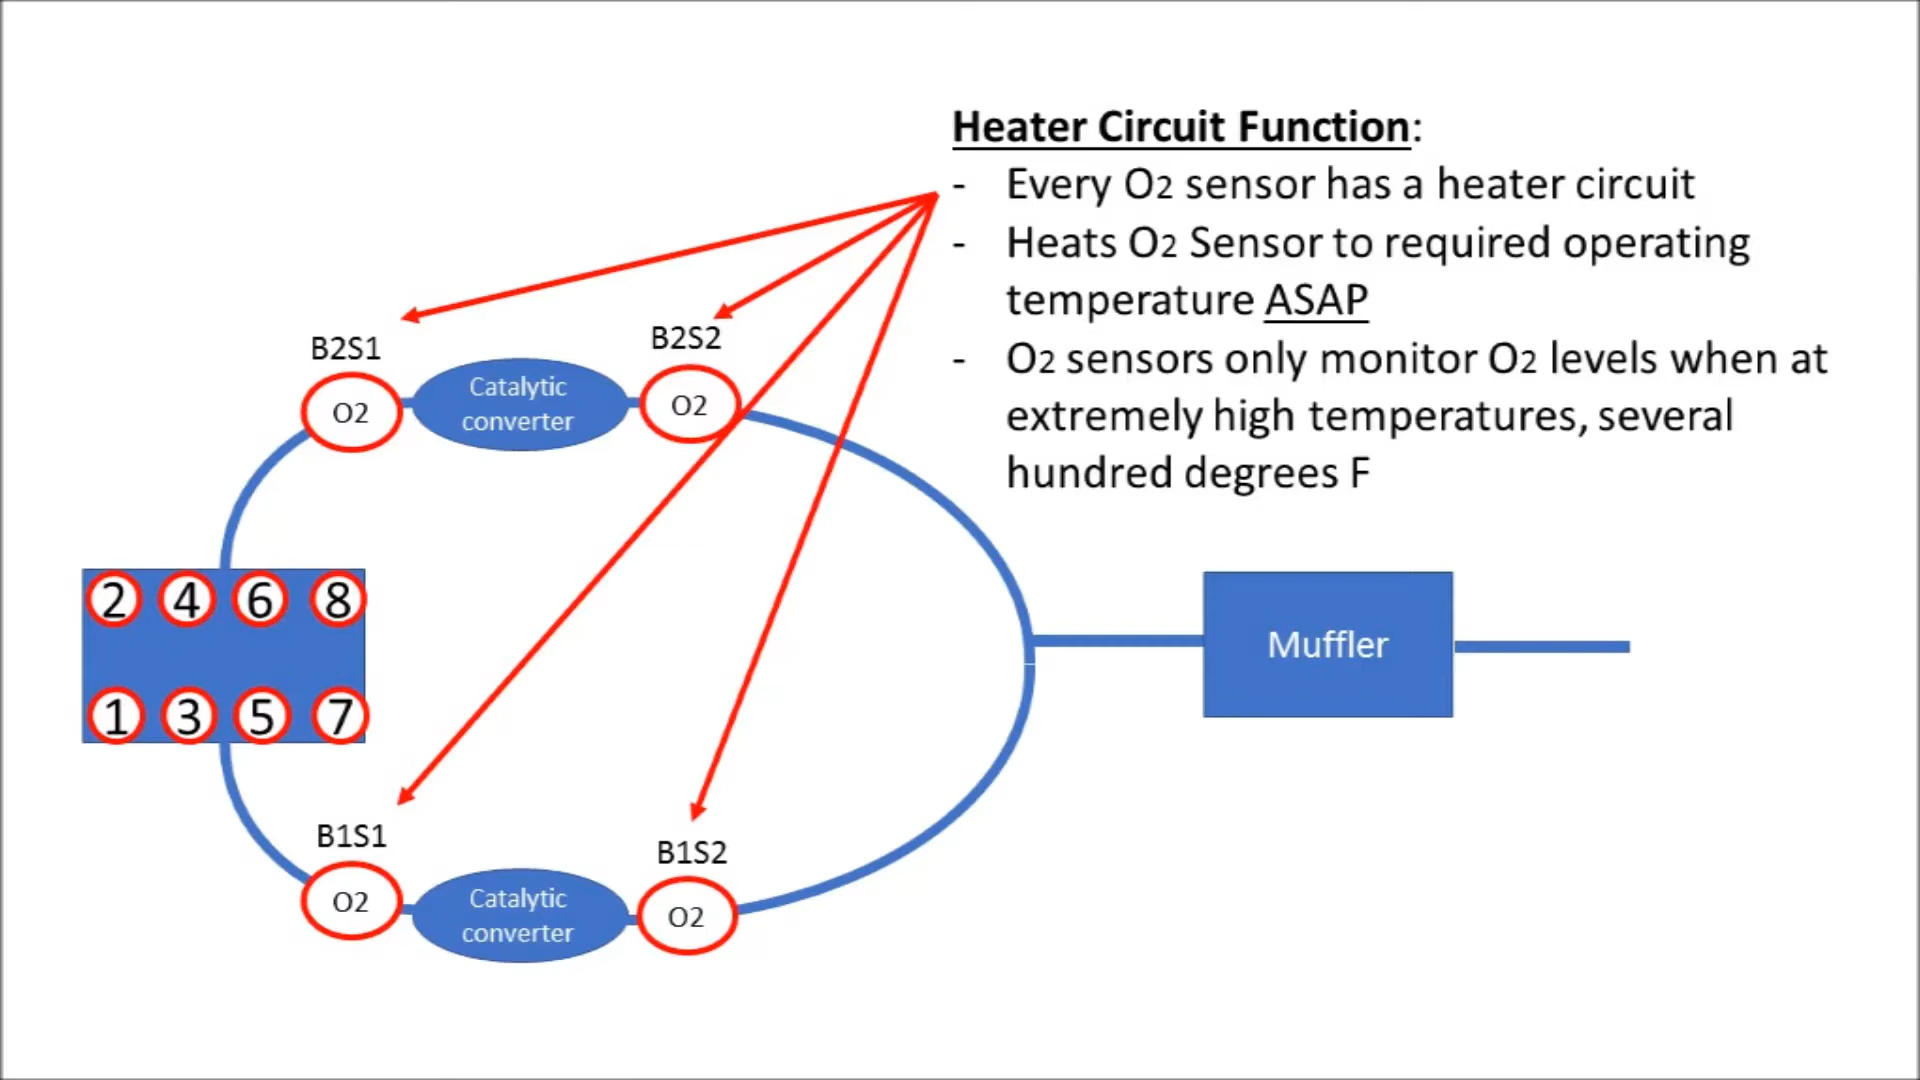 Heater Circuit Function:
- Every O2 sensor has a heater circuit
- Heats O2 Sensor to required operating
temperature ASAP
- O2 sensors only monitor O2 levels when at
extremely high temperatures, several
hundred degrees F
B2S1
B2S2
O2
Catalytic
converter
O2
2 4 6 8
1 3 5 7
Muffler
B1S1
B1S2
O2
Catalytic
converter
O2